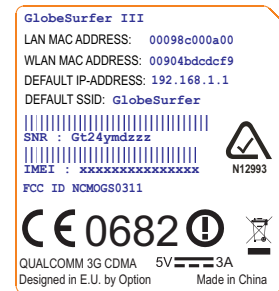 GlobeSurfer III
LAN MAC ADDRESS: 00098c000a00
WLAN MAC ADDRESS: 00904bdcdcf9
DEFAULT IP-ADDRESS: 192.168.1.1
DEFAULT SSID: GlobeSurfer
SNR : Gt24ymdzzz
IMEI : xxxxxxxxxxxxxxx
N12993
FCC ID NCMOGS0311
CE 0682
QUALCOMM 3G CDMA 5V 3A
Designed in E.U. by Option Made in China